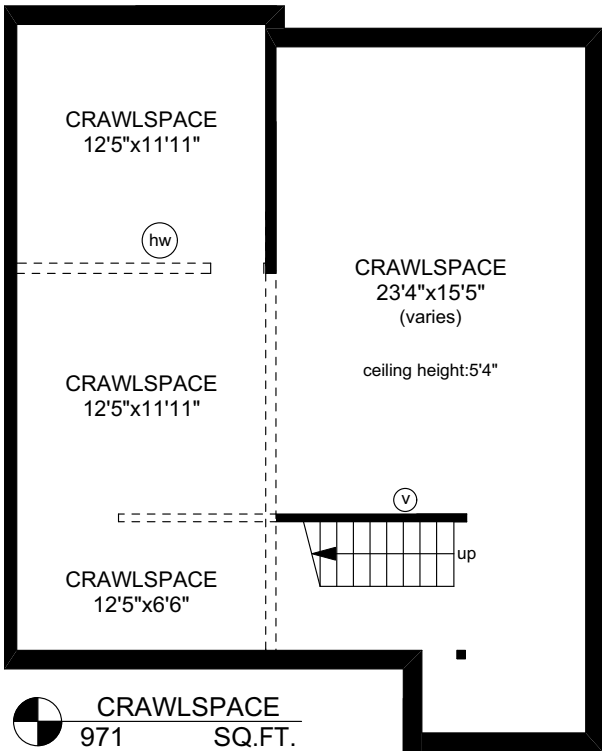 CRAWLSPACE
12'5"x11'11"
hw
CRAWLSPACE
23'4"x15'5"
(varies)
ceiling height:5'4"
CRAWLSPACE
12'5"x11'11"
v
up
CRAWLSPACE
12'5"x6'6"
CRAWLSPACE
971 SQ.FT.